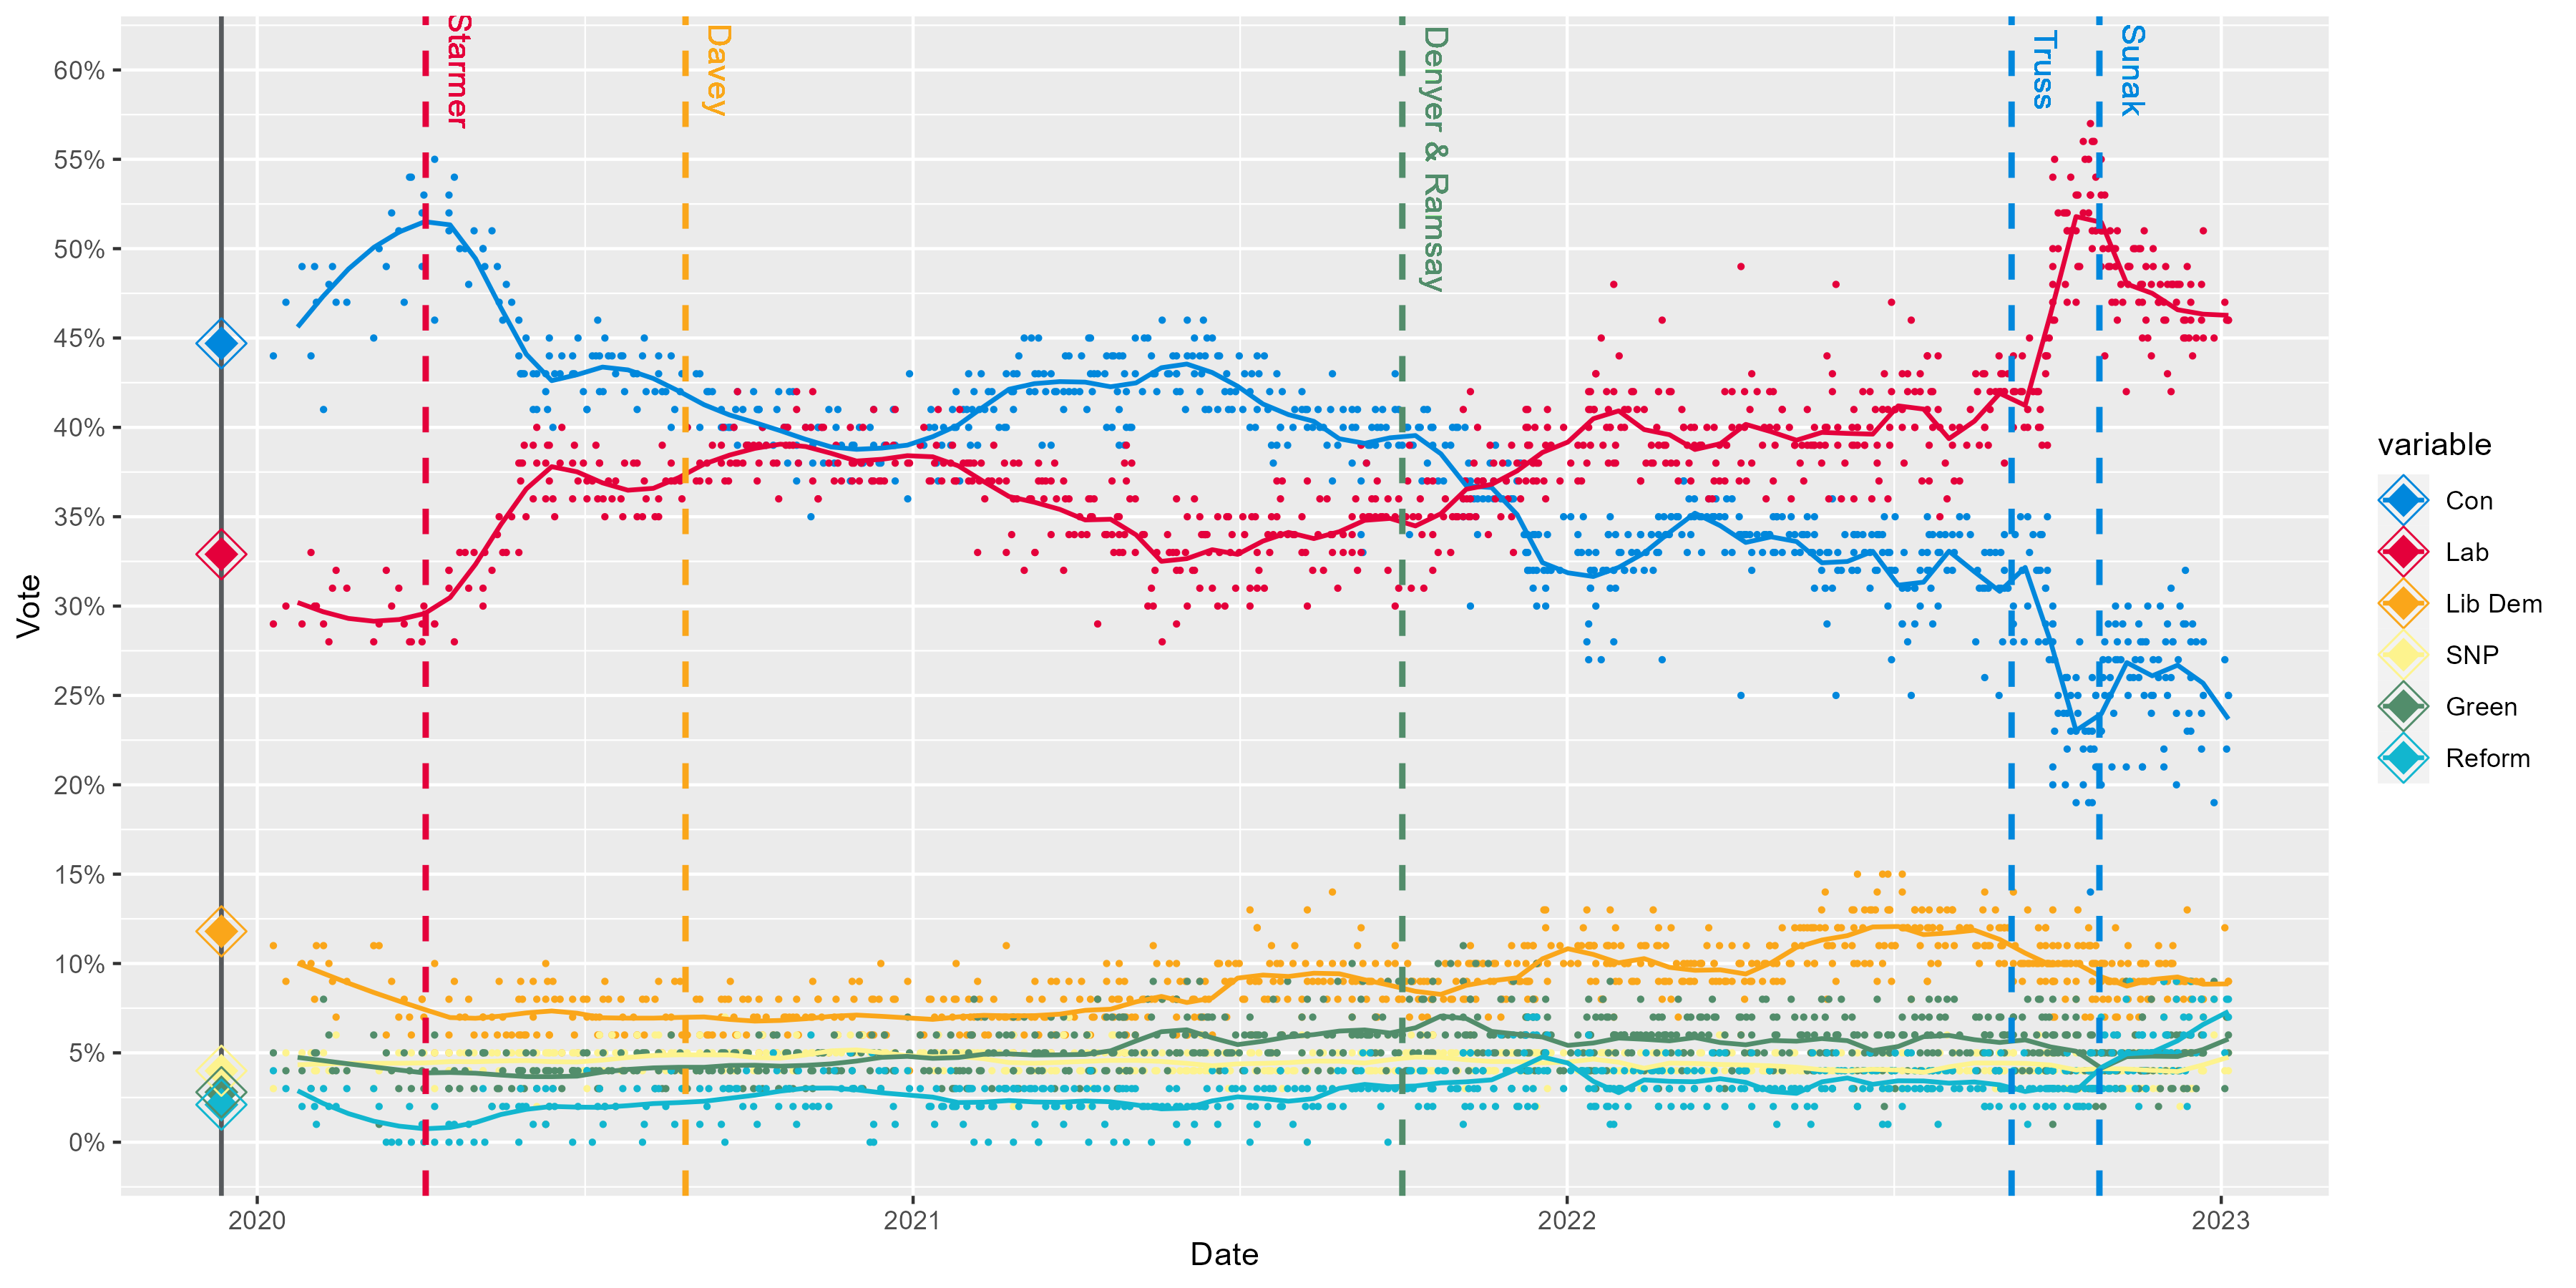 Starmer
Davey
Denyer & Ramsay
Truss
Sunak
60%
55%
50%
45%
40%
35%
30%
25%
20%
15%
10%
5%
0%
Vote
2020
2021
2022
2023
Date
variable
Con
Lab
Lib Dem
SNP
Green
Reform